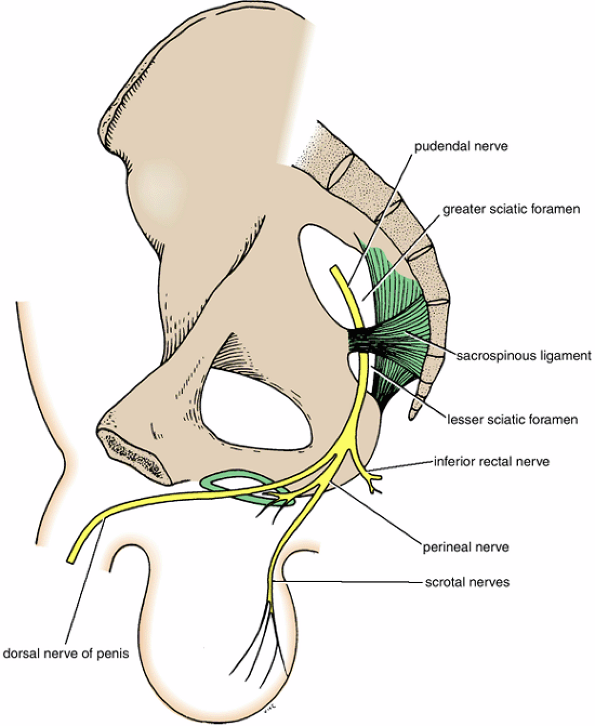 pudendal nerve
greater sciatic foramen
sacrospinous ligament
lesser sciatic foramen
inferior rectal nerve
perineal nerve
scrotal nerves
dorsal nerve of penis